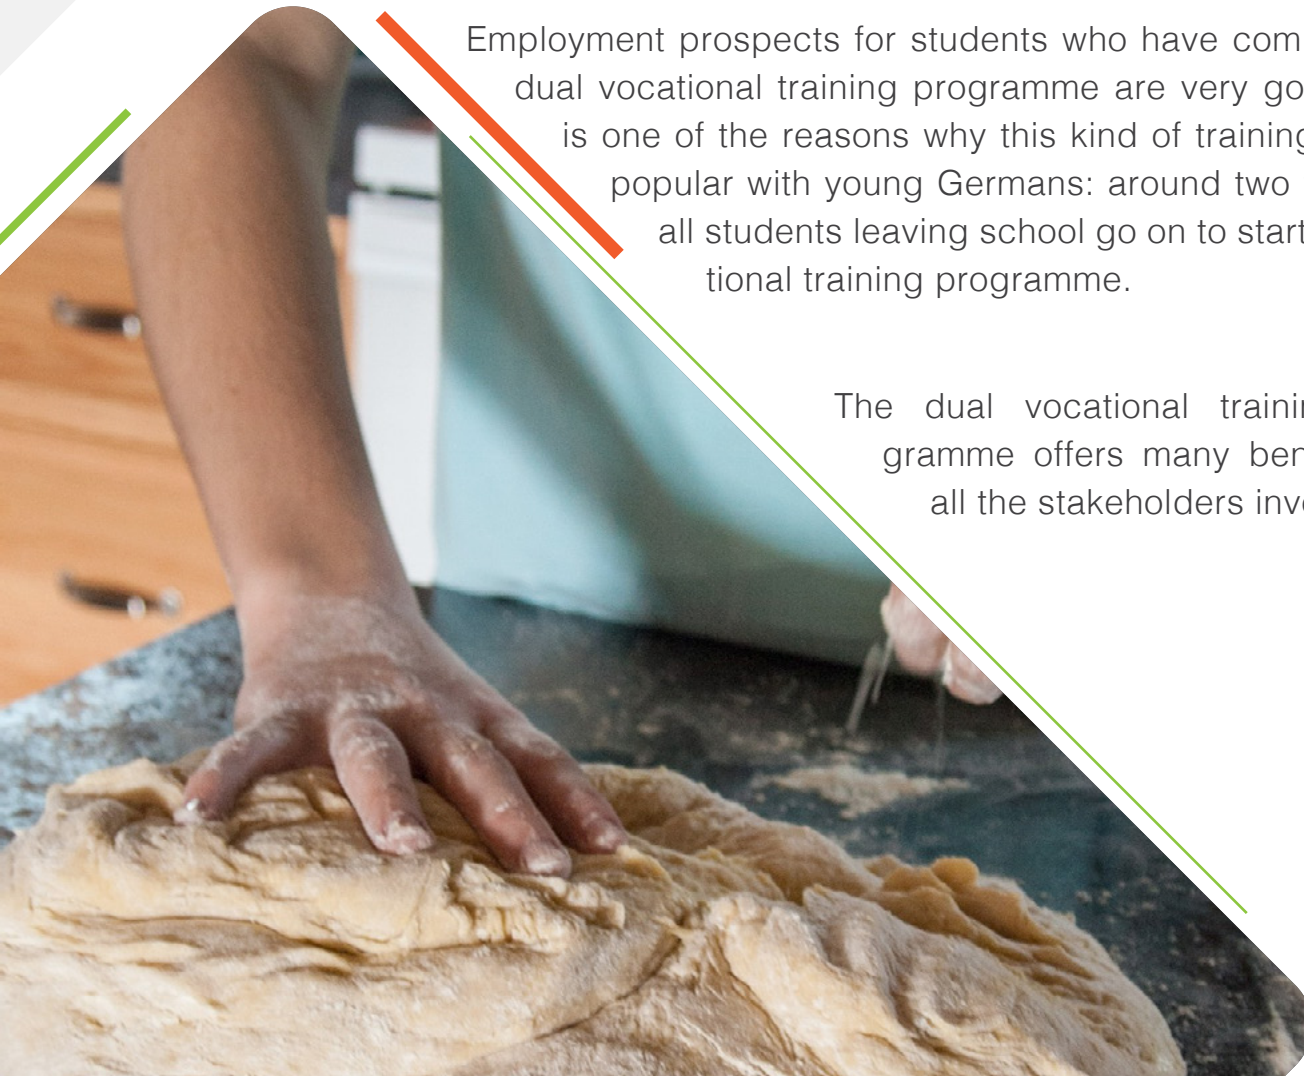 Employment prospects for students who have com
dual vocational training programme are very go
is one of the reasons why this kind of training
popular with young Germans: around two
all students leaving school go on to start
tional training programme.
The dual vocational trainin
gramme offers many ben
all the stakeholders invo